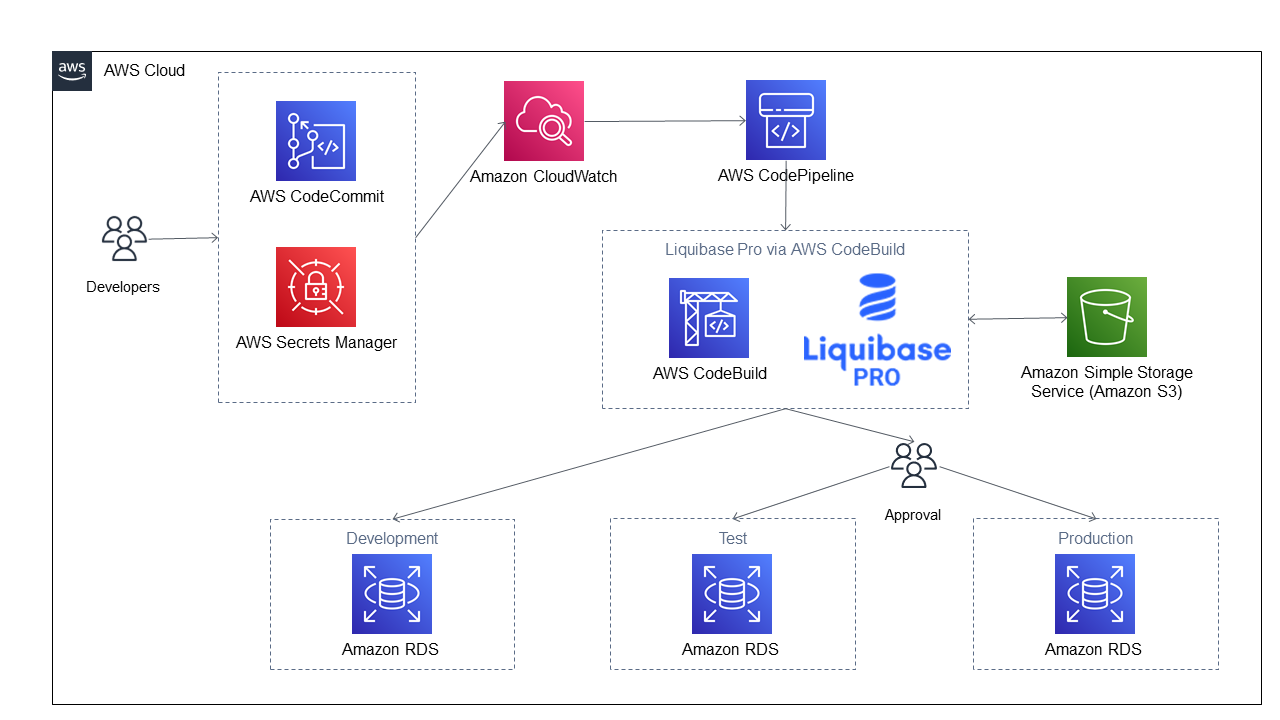 aws
AWS Cloud
AWS CodeCommit
AWS Secrets Manager
Developers
Amazon CloudWatch
AWS CodePipeline
Liquibase Pro via AWS CodeBuild
AWS CodeBuild
Liquibase
PRO
Amazon Simple Storage
Service (Amazon S3)
Approval
Development
Amazon RDS
Test
Amazon RDS
Production
Amazon RDS